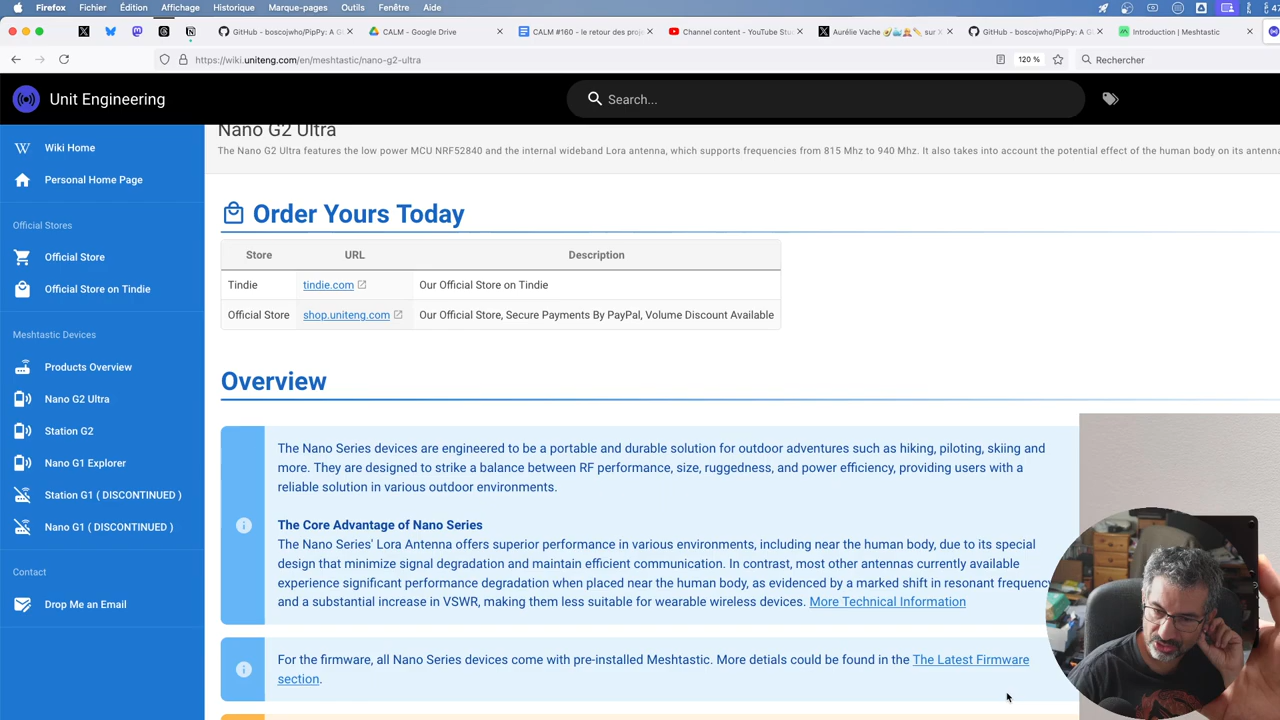 Firefox Fichier Édition Affichage Historique Marque-pages Outils Fenêtre Aide
GitHub - boscojwho/PipPy: A G
CALM - Google Drive
CALM #160 - le retour des proj
Channel content - YouTube Stu
Aurélie Vache
sur X
GitHub - boscojwho/PipPy: A G
Introduction | Meshtastic
https://wiki.uniteng.com/en/meshtastic/nano-g2-ultra
120 %
Rechercher
Unit Engineering
Search...
Wiki Home
Personal Home Page
Official Stores
Official Store
Official Store on Tindie
Meshtastic Devices
Products Overview
Nano G2 Ultra
Station G2
Nano G1 Explorer
Station G1 ( DISCONTINUED )
Nano G1 ( DISCONTINUED )
Contact
Drop Me an Email
Nano G2 Ultra
The Nano G2 Ultra features the low power MCU NRF52840 and the internal wideband Lora antenna, which supports frequencies from 815 Mhz to 940 Mhz. It also takes into account the potential effect of the human body on its antenna
Order Yours Today
Store URL Description
Tindie tindie.com Our Official Store on Tindie
Official Store shop.uniteng.com Our Official Store, Secure Payments By PayPal, Volume Discount Available
Overview
The Nano Series devices are engineered to be a portable and durable solution for outdoor adventures such as hiking, piloting, skiing and
more. They are designed to strike a balance between RF performance, size, ruggedness, and power efficiency, providing users with a
reliable solution in various outdoor environments.
The Core Advantage of Nano Series
The Nano Series' Lora Antenna offers superior performance in various environments, including near the human body, due to its special
design that minimize signal degradation and maintain efficient communication. In contrast, most other antennas currently available
experience significant performance degradation when placed near the human body, as evidenced by a marked shift in resonant frequency
and a substantial increase in VSWR, making them less suitable for wearable wireless devices. More Technical Information
For the firmware, all Nano Series devices come with pre-installed Meshtastic. More detials could be found in the The Latest Firmware
section.